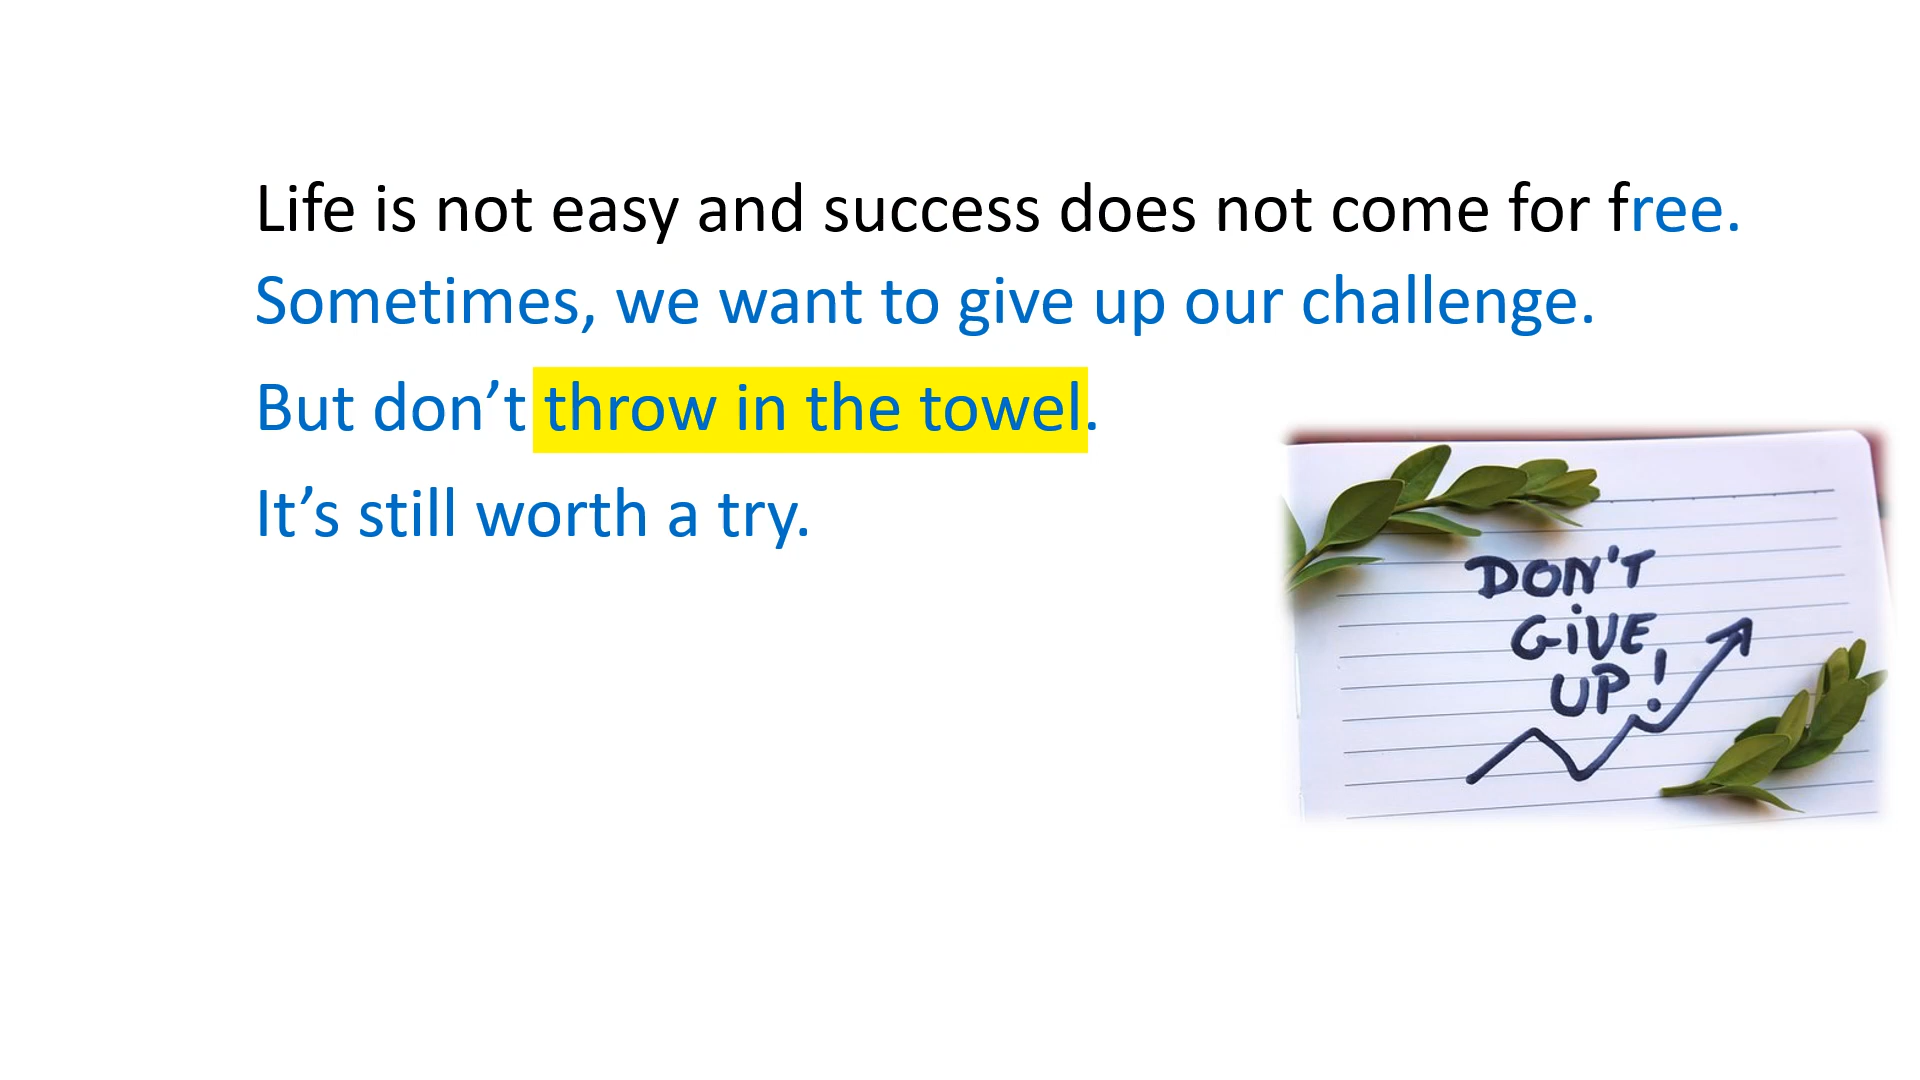 Life is not easy and success does not come for free.
Sometimes, we want to give up our challenge.
But don’t throw in the towel.
It’s still worth a try.
DON'T
GiVE
UP!